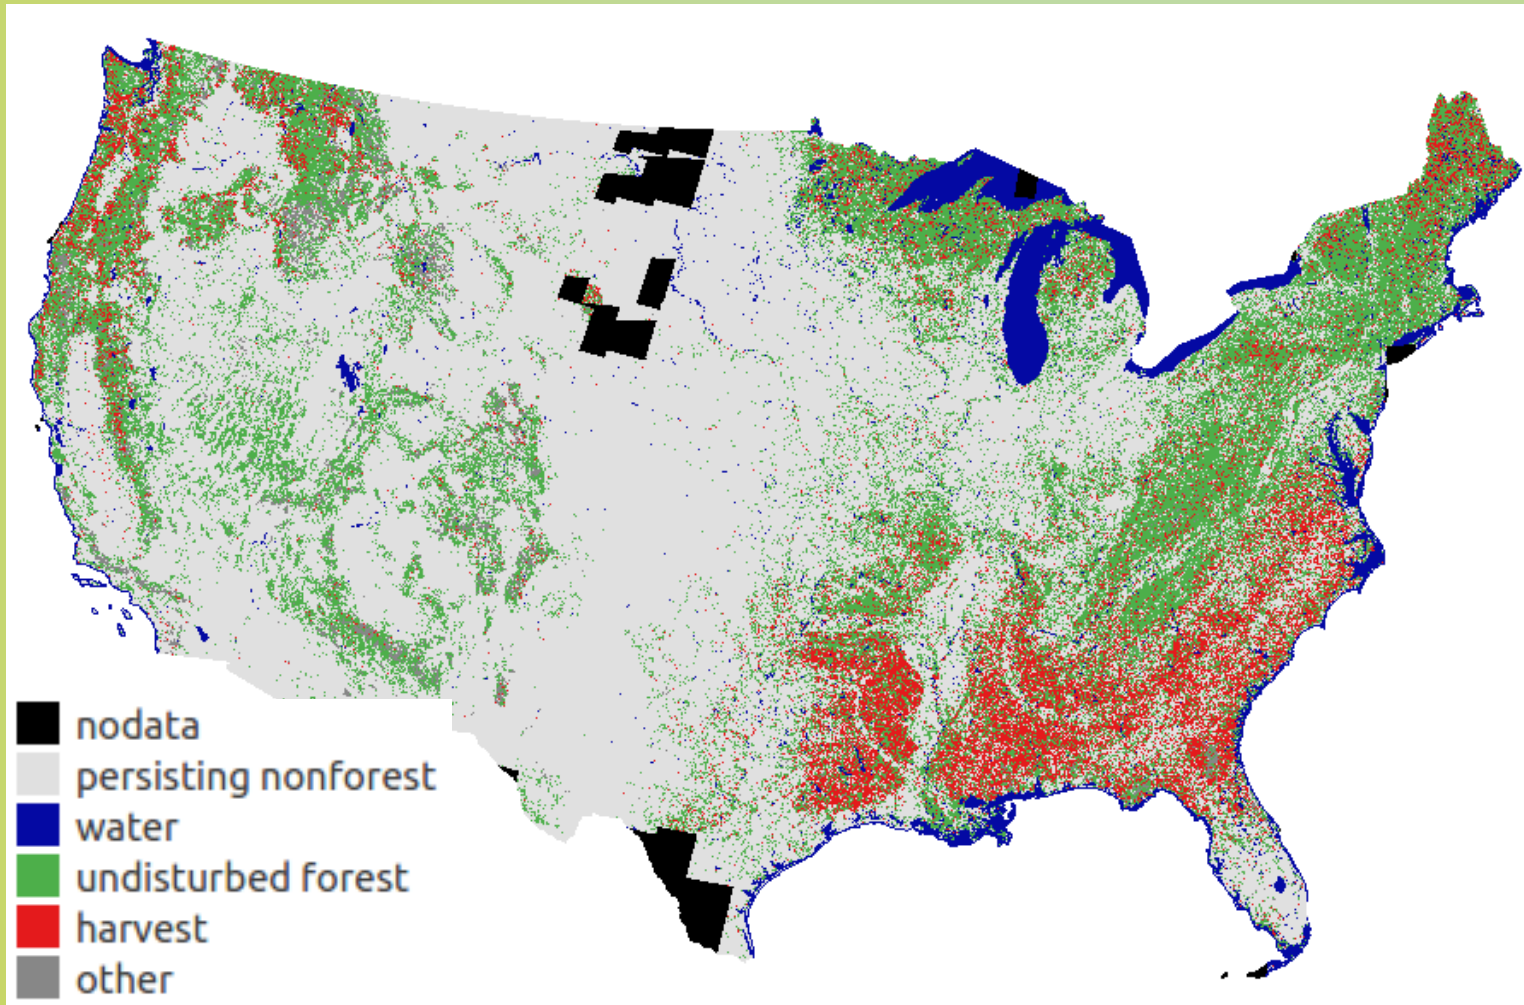 nodata
persisting nonforest
water
undisturbed forest
harvest
other